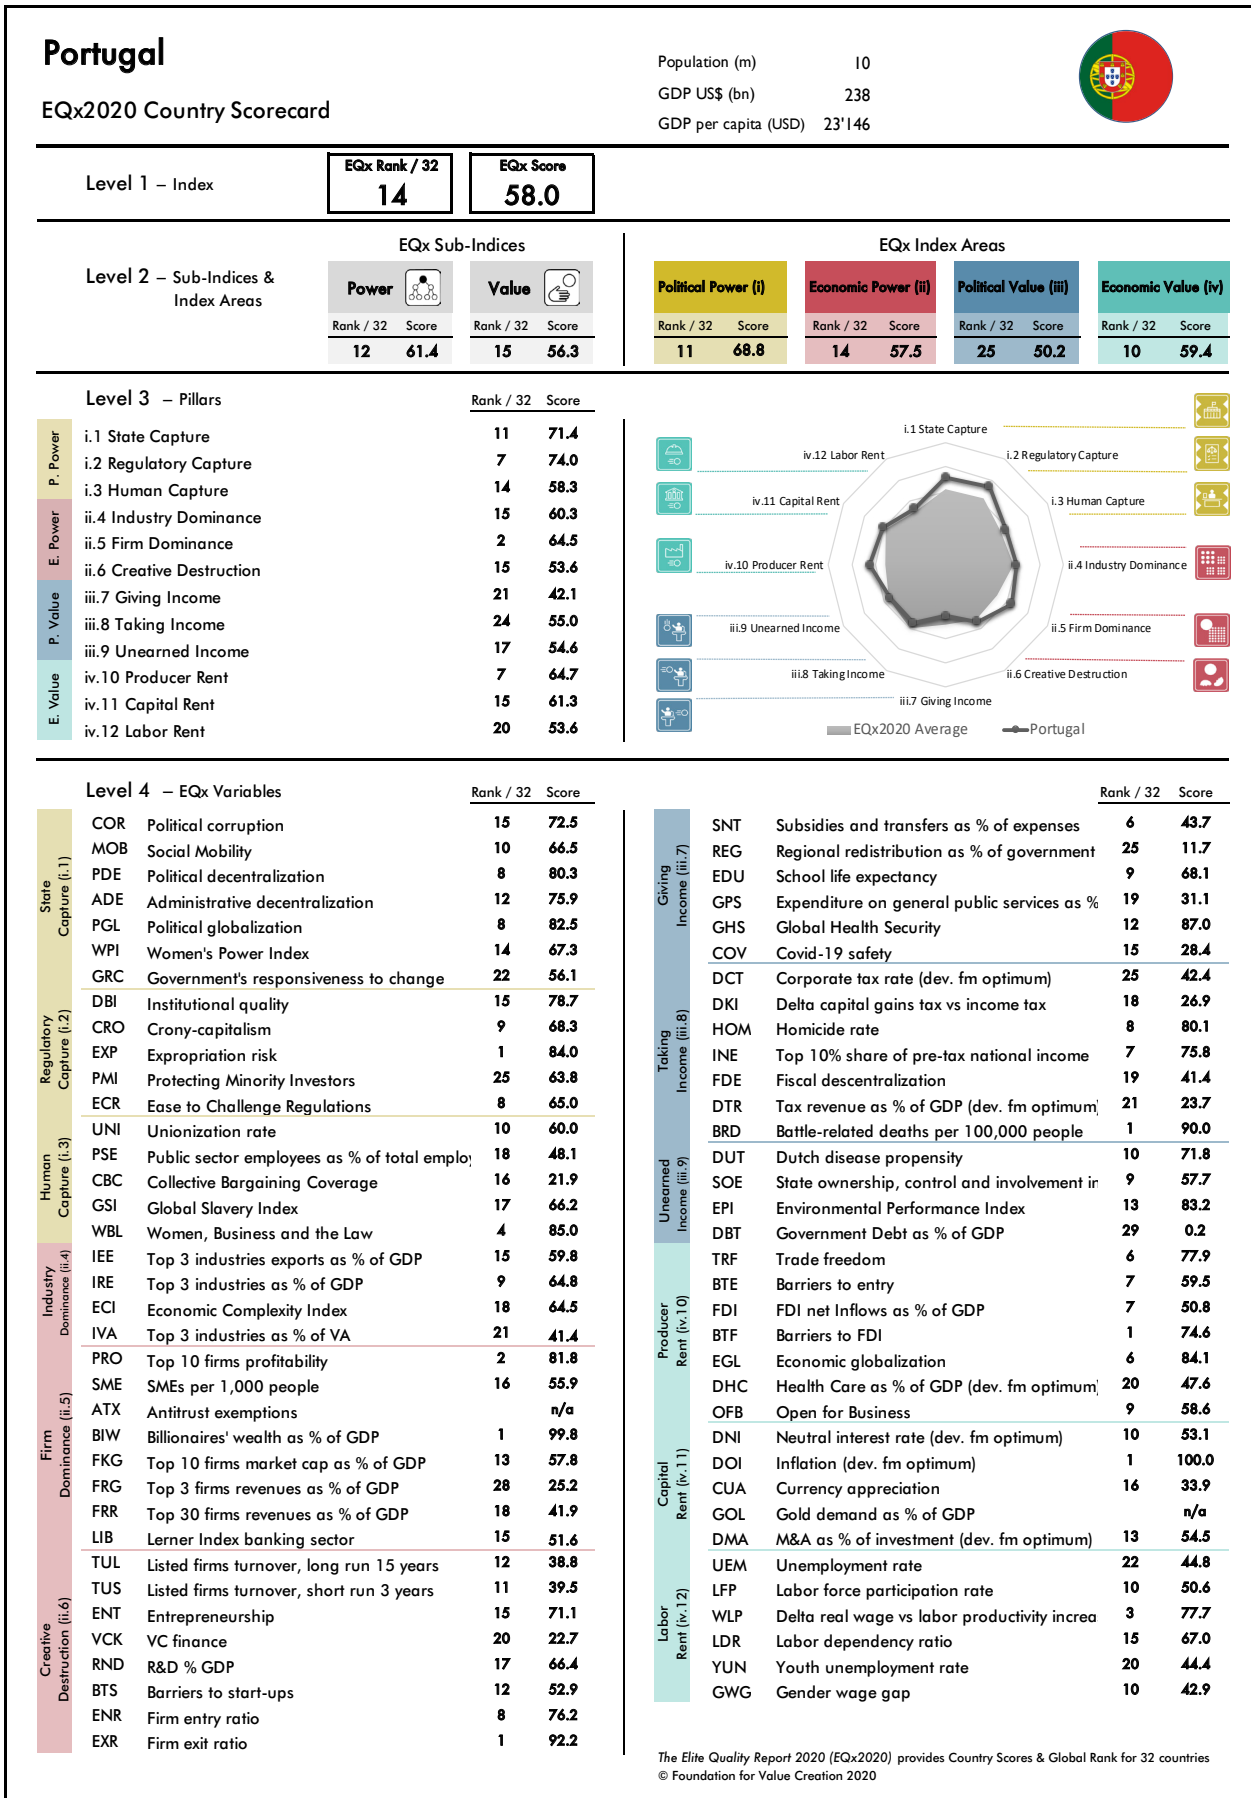 Portugal
EQx2020 Country Scorecard
Population (m) 10
GDP US$ (bn) 238
GDP per capita (USD) 23'146
Level 1 – Index
EQx Rank / 32
14
EQx Score
58.0
Level 2 – Sub-Indices &
Index Areas
EQx Sub-Indices
Power
Rank / 32 Score
12 61.4
Value
Rank / 32 Score
15 56.3
EQx Index Areas
Political Power (i)
Rank / 32 Score
11 68.8
Economic Power (ii)
Rank / 32 Score
14 57.5
Political Value (iii)
Rank / 32 Score
25 50.2
Economic Value (iv)
Rank / 32 Score
10 59.4
Level 3 – Pillars
Rank / 32 Score
P. Power
i.1 State Capture 11 71.4
i.2 Regulatory Capture 7 74.0
i.3 Human Capture 14 58.3
E. Power
ii.4 Industry Dominance 15 60.3
ii.5 Firm Dominance 2 64.5
ii.6 Creative Destruction 15 53.6
P. Value
iii.7 Giving Income 21 42.1
iii.8 Taking Income 24 55.0
iii.9 Unearned Income 17 54.6
E. Value
iv.10 Producer Rent 7 64.7
iv.11 Capital Rent 15 61.3
iv.12 Labor Rent 20 53.6
i.1 State Capture
i.2 Regulatory Capture
i.3 Human Capture
ii.4 Industry Dominance
ii.5 Firm Dominance
ii.6 Creative Destruction
iii.7 Giving Income
iii.8 Taking Income
iii.9 Unearned Income
iv.10 Producer Rent
iv.11 Capital Rent
iv.12 Labor Rent
EQx2020 Average
Portugal
Level 4 – EQx Variables
Rank / 32 Score
State
Capture (i.1)
COR Political corruption 15 72.5
MOB Social Mobility 10 66.5
PDE Political decentralization 8 80.3
ADE Administrative decentralization 12 75.9
PGL Political globalization 8 82.5
WPI Women's Power Index 14 67.3
GRC Government's responsiveness to change 22 56.1
Regulatory
Capture (i.2)
DBI Institutional quality 15 78.7
CRO Crony-capitalism 9 68.3
EXP Expropriation risk 1 84.0
PMI Protecting Minority Investors 25 63.8
ECR Ease to Challenge Regulations 8 65.0
Human
Capture (i.3)
UNI Unionization rate 10 60.0
PSE Public sector employees as % of total employ 18 48.1
CBC Collective Bargaining Coverage 16 21.9
GSI Global Slavery Index 17 66.2
WBL Women, Business and the Law 4 85.0
Industry
Dominance (ii.4)
IEE Top 3 industries exports as % of GDP 15 59.8
IRE Top 3 industries as % of GDP 9 64.8
ECI Economic Complexity Index 18 64.5
IVA Top 3 industries as % of VA 21 41.4
Firm
Dominance (ii.5)
PRO Top 10 firms profitability 2 81.8
SME SMEs per 1,000 people 16 55.9
ATX Antitrust exemptions n/a
BIW Billionaires' wealth as % of GDP 1 99.8
FKG Top 10 firms market cap as % of GDP 13 57.8
FRG Top 3 firms revenues as % of GDP 28 25.2
FRR Top 30 firms revenues as % of GDP 18 41.9
LIB Lerner Index banking sector 15 51.6
Creative
Destruction (ii.6)
TUL Listed firms turnover, long run 15 years 12 38.8
TUS Listed firms turnover, short run 3 years 11 39.5
ENT Entrepreneurship 15 71.1
VCK VC finance 20 22.7
RND R&D % GDP 17 66.4
BTS Barriers to start-ups 12 52.9
ENR Firm entry ratio 8 76.2
EXR Firm exit ratio 1 92.2
Rank / 32 Score
Giving
Income (iii.7)
SNT Subsidies and transfers as % of expenses 6 43.7
REG Regional redistribution as % of government 25 11.7
EDU School life expectancy 9 68.1
GPS Expenditure on general public services as % 19 31.1
GHS Global Health Security 12 87.0
COV Covid-19 safety 15 28.4
Taking
Income (iii.8)
DCT Corporate tax rate (dev. fm optimum) 25 42.4
DKI Delta capital gains tax vs income tax 18 26.9
HOM Homicide rate 8 80.1
INE Top 10% share of pre-tax national income 7 75.8
FDE Fiscal descentralization 19 41.4
DTR Tax revenue as % of GDP (dev. fm optimum) 21 23.7
BRD Battle-related deaths per 100,000 people 1 90.0
Unearned
Income (iii.9)
DUT Dutch disease propensity 10 71.8
SOE State ownership, control and involvement in 9 57.7
EPI Environmental Performance Index 13 83.2
DBT Government Debt as % of GDP 29 0.2
Producer
Rent (iv.10)
TRF Trade freedom 6 77.9
BTE Barriers to entry 7 59.5
FDI FDI net Inflows as % of GDP 7 50.8
BTF Barriers to FDI 1 74.6
EGL Economic globalization 6 84.1
DHC Health Care as % of GDP (dev. fm optimum) 20 47.6
OFB Open for Business 9 58.6
Capital
Rent (iv.11)
DNI Neutral interest rate (dev. fm optimum) 10 53.1
DOI Inflation (dev. fm optimum) 1 100.0
CUA Currency appreciation 16 33.9
GOL Gold demand as % of GDP n/a
DMA M&A as % of investment (dev. fm optimum) 13 54.5
Labor
Rent (iv.12)
UEM Unemployment rate 22 44.8
LFP Labor force participation rate 10 50.6
WLP Delta real wage vs labor productivity increa 3 77.7
LDR Labor dependency ratio 15 67.0
YUN Youth unemployment rate 20 44.4
GWG Gender wage gap 10 42.9
The Elite Quality Report 2020 (EQx2020) provides Country Scores & Global Rank for 32 countries
© Foundation for Value Creation 2020